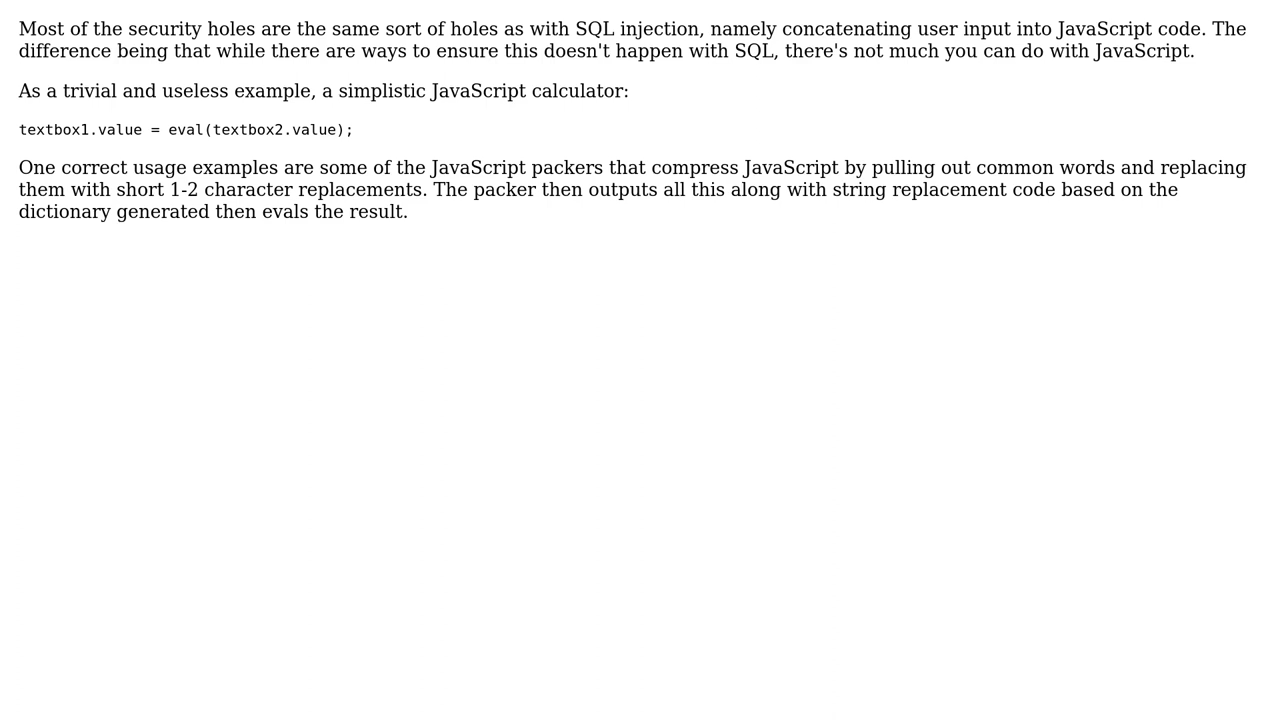 Most of the security holes are the same sort of holes as with SQL injection, namely concatenating user input into JavaScript code. The
difference being that while there are ways to ensure this doesn't happen with SQL, there's not much you can do with JavaScript.
As a trivial and useless example, a simplistic JavaScript calculator:
textbox1.value = eval(textbox2.value);
One correct usage examples are some of the JavaScript packers that compress JavaScript by pulling out common words and replacing
them with short 1-2 character replacements. The packer then outputs all this along with string replacement code based on the
dictionary generated then evals the result.